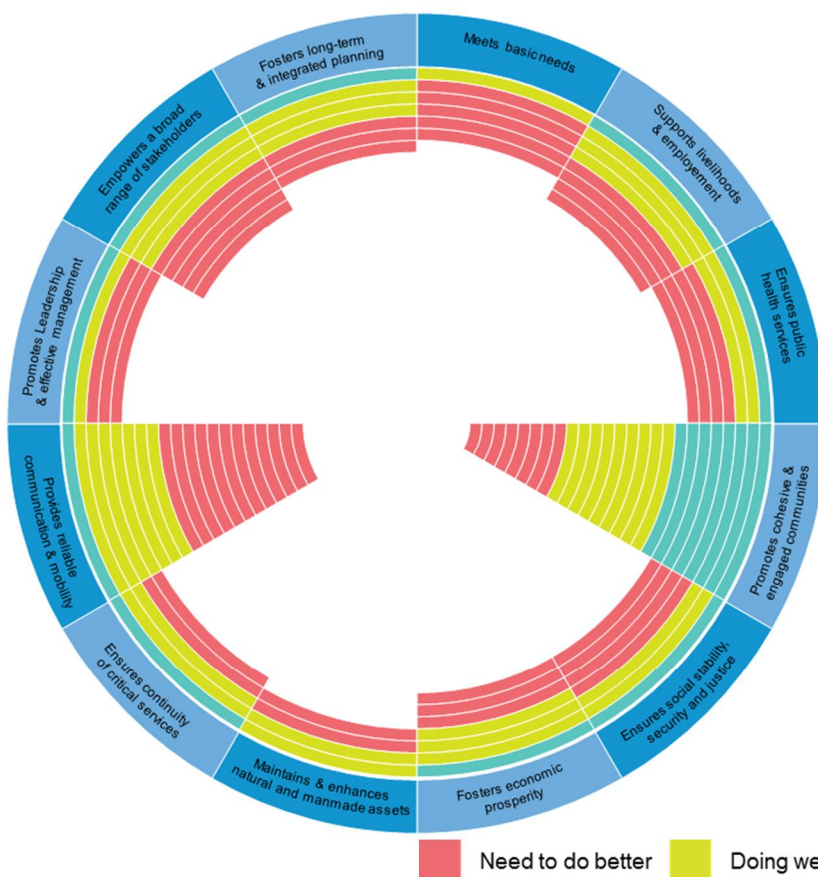 Meets basic needs
Supports livelihoods
& employment
Ensures public
health services
Promotes cohesive &
engaged communities
Ensures social stability,
security and justice
Fosters economic
prosperity
Maintains & enhances
natural and manmade assets
Ensures continuity
of critical services
Provides reliable
communication & mobility
Promotes Leadership
& effective management
Empowers a broad
range of stakeholders
Fosters long-term
& integrated planning
Need to do better
Doing we